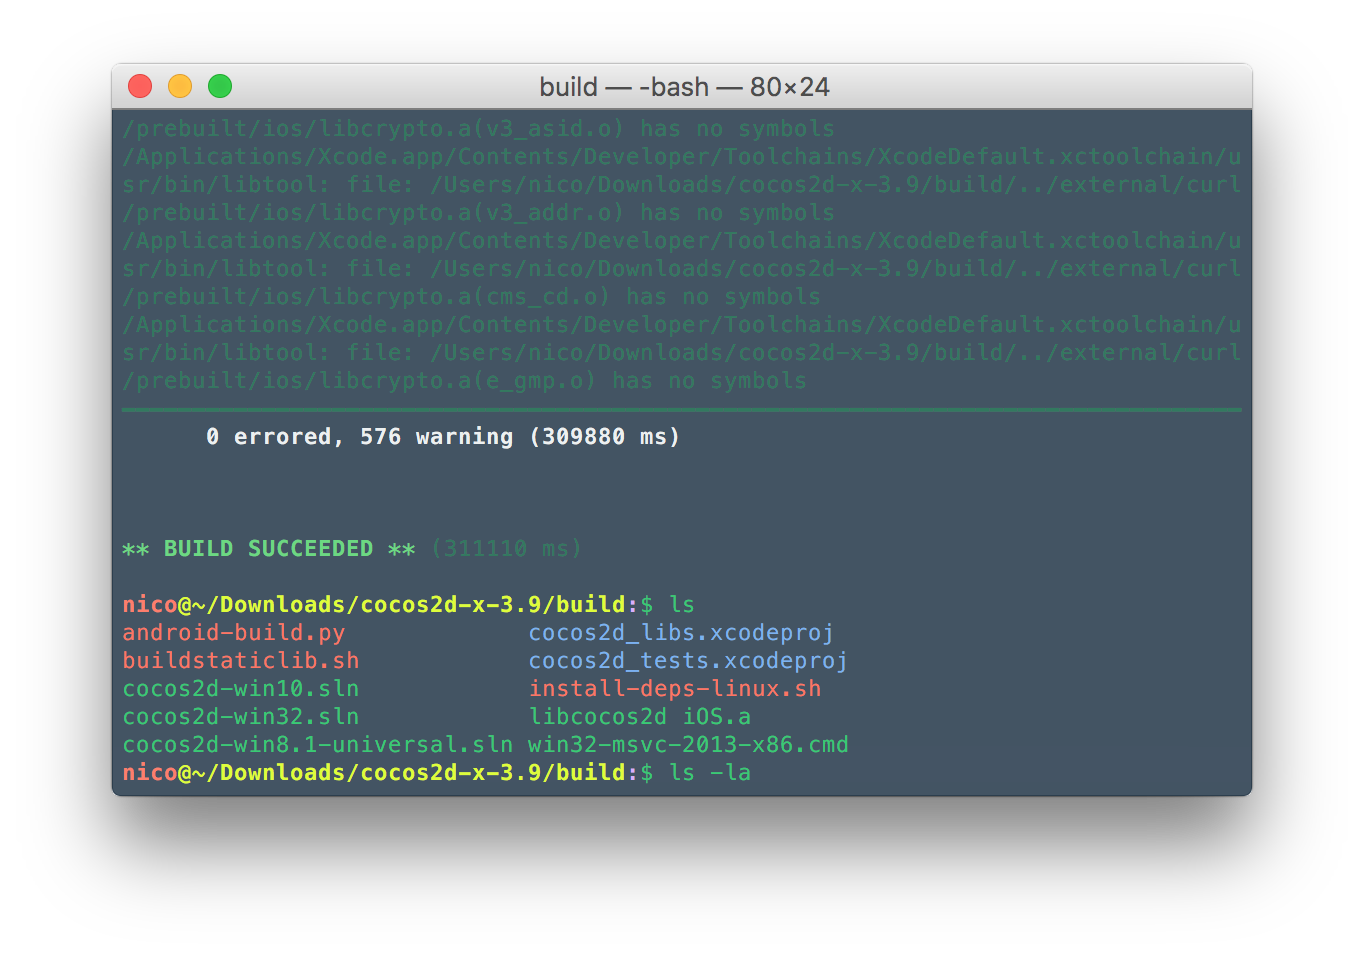 build — -bash — 80×24
/prebuilt/ios/libcrypto.a(v3_asid.o) has no symbols
/Applications/Xcode.app/Contents/Developer/Toolchains/XcodeDefault.xctoolchain/u
sr/bin/libtool: file: /Users/nico/Downloads/cocos2d-x-3.9/build/../external/curl
/prebuilt/ios/libcrypto.a(v3_addr.o) has no symbols
/Applications/Xcode.app/Contents/Developer/Toolchains/XcodeDefault.xctoolchain/u
sr/bin/libtool: file: /Users/nico/Downloads/cocos2d-x-3.9/build/../external/curl
/prebuilt/ios/libcrypto.a(cms_cd.o) has no symbols
/Applications/Xcode.app/Contents/Developer/Toolchains/XcodeDefault.xctoolchain/u
sr/bin/libtool: file: /Users/nico/Downloads/cocos2d-x-3.9/build/../external/curl
/prebuilt/ios/libcrypto.a(e_gmp.o) has no symbols
0 errored, 576 warning (309880 ms)
** BUILD SUCCEEDED ** (311110 ms)
nico@~/Downloads/cocos2d-x-3.9/build:$ ls
android-build.py cocos2d_libs.xcodeproj
buildstaticlib.sh cocos2d_tests.xcodeproj
cocos2d-win10.sln install-deps-linux.sh
cocos2d-win32.sln libcocos2d iOS.a
cocos2d-win8.1-universal.sln win32-msvc-2013-x86.cmd
nico@~/Downloads/cocos2d-x-3.9/build:$ ls -la